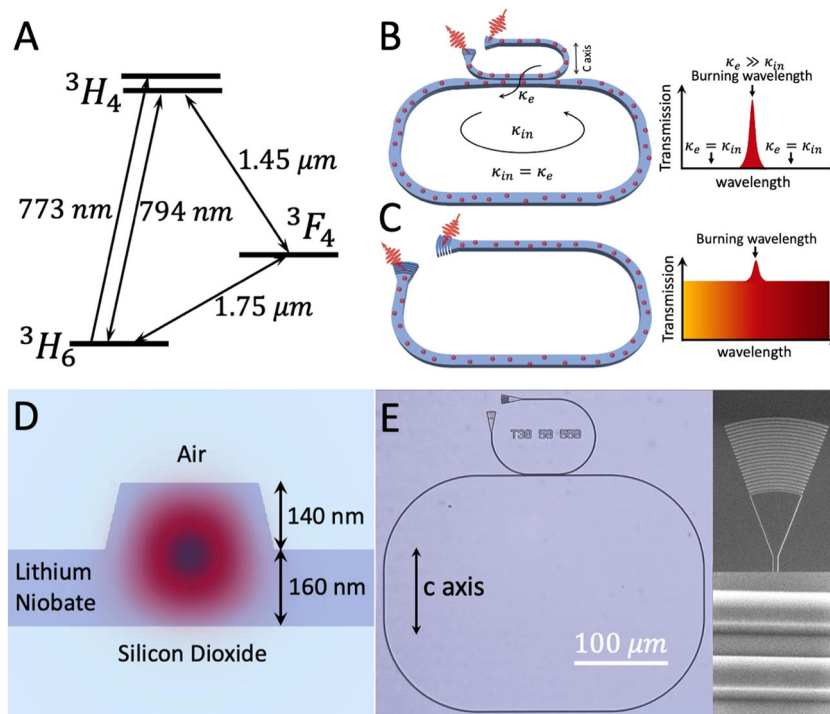 A
³H₄
1.45 μm
773 nm
794 nm
³F₄
1.75 μm
³H₆
B
C axis
κₑ
κᵢₙ
κᵢₙ = κₑ
κₑ ≫ κᵢₙ
Burning wavelength
Transmission
κₑ = κᵢₙ
κₑ = κᵢₙ
wavelength
C
Burning wavelength
Transmission
wavelength
D
Air
140 nm
Lithium
Niobate
160 nm
Silicon Dioxide
E
T30 50 550
c axis
100 μm